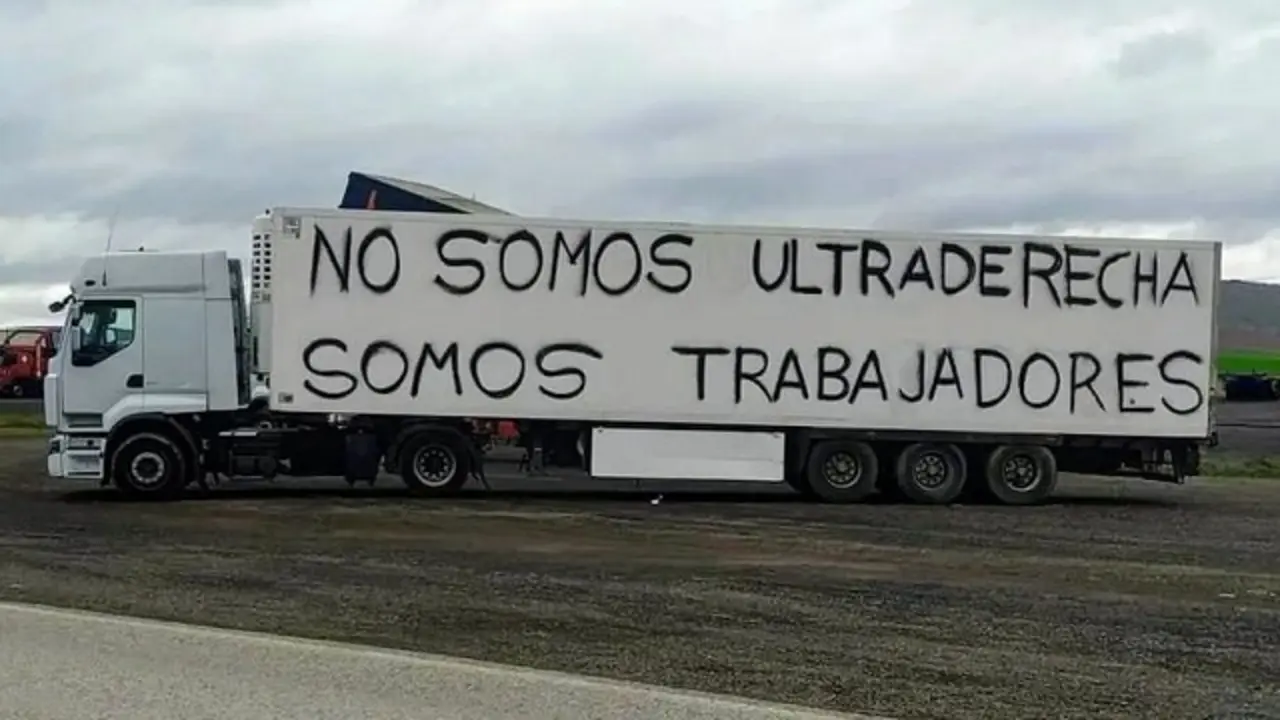 NO SOMOS ULTRADERECHA
SOMOS TRABAJADORES